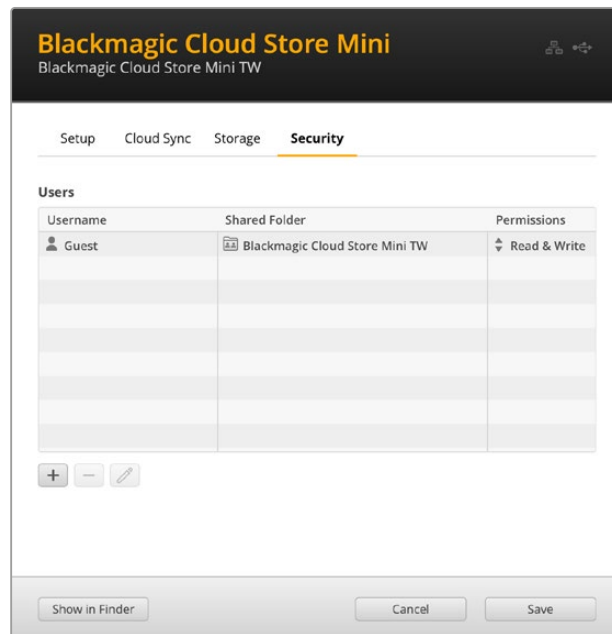 Blackmagic Cloud Store Mini
Blackmagic Cloud Store Mini TW
Setup Cloud Sync Storage Security
Users
Username Shared Folder Permissions
Guest Blackmagic Cloud Store Mini TW Read & Write
Show in Finder Cancel Save